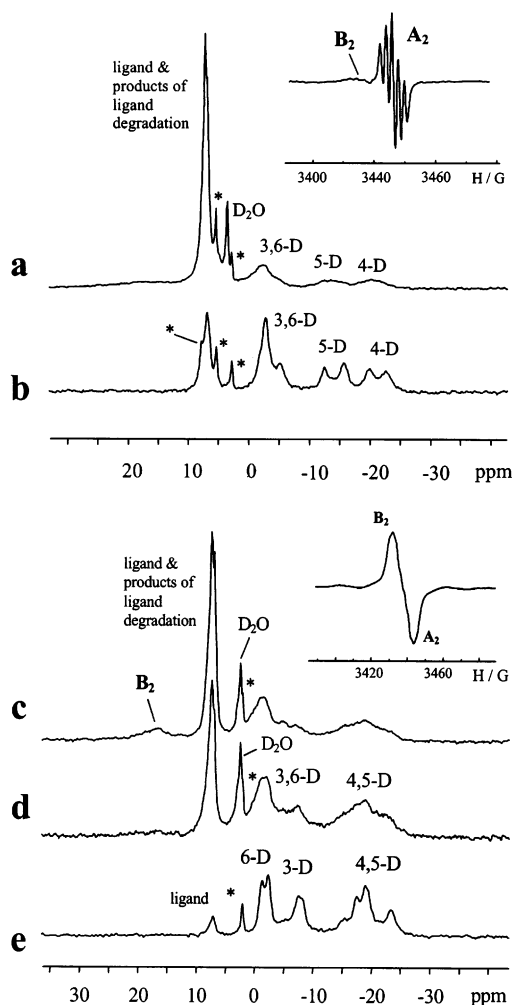 B₂
A₂
3400 3440 3460 H / G
ligand &
products of
ligand
degradation
*
D₂O
*
3,6-D
5-D
4-D
a
*
*
*
3,6-D
5-D
4-D
b
20 10 0 -10 -20 -30 ppm
B₂
A₂
3420 3460 H / G
ligand &
products of
ligand
degradation
B₂
D₂O
*
c
D₂O
*
3,6-D
4,5-D
d
ligand
*
6-D
3-D
4,5-D
e
30 20 10 0 -10 -20 -30 ppm